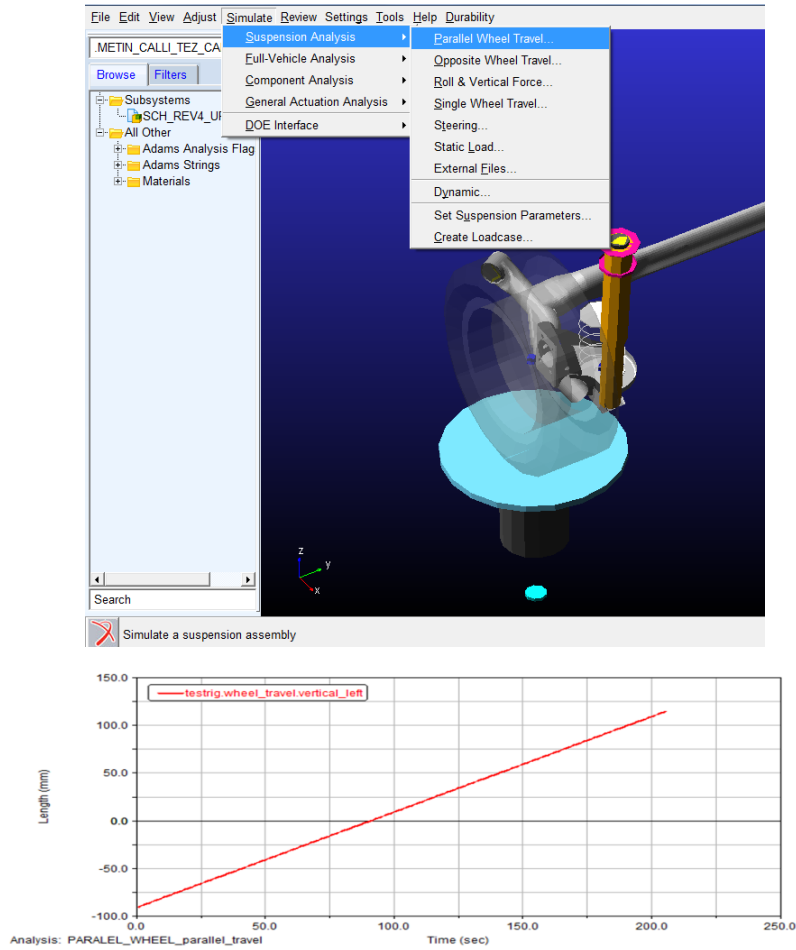 File Edit View Adjust Simulate Review Settings Tools Help Durability
.METIN_CALLI_TEZ_CA
Browse Filters
Subsystems
SCH_REV4_UF
All Other
Adams Analysis Flag
Adams Strings
Materials
Suspension Analysis
Full-Vehicle Analysis
Component Analysis
General Actuation Analysis
DOE Interface
Parallel Wheel Travel...
Opposite Wheel Travel...
Roll & Vertical Force...
Single Wheel Travel...
Steering...
Static Load...
External Files...
Dynamic...
Set Suspension Parameters...
Create Loadcase...
z
y
x
Search
Simulate a suspension assembly
150.0
testrig.wheel_travel.vertical_left
100.0
50.0
Length (mm)
0.0
-50.0
-100.0
0.0 50.0 100.0 150.0 200.0 250.0
Analysis: PARALEL_WHEEL_parallel_travel Time (sec)